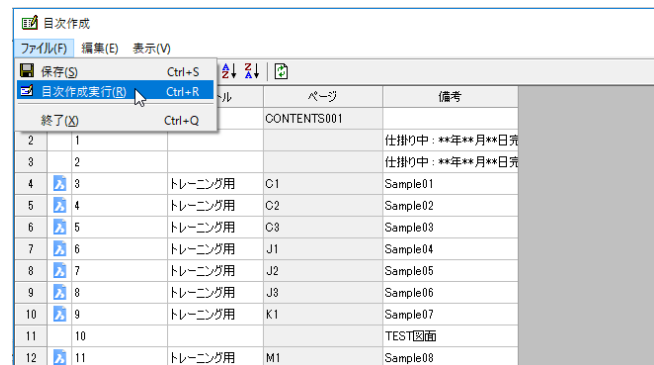 目次作成
ファイル(F) 編集(E) 表示(V)
保存(S) Ctrl+S
目次作成実行(R) Ctrl+R
終了(X) Ctrl+Q
トル ページ 備考
CONTENTS001
2 1 仕掛り中：**年**月**日完
3 2 仕掛り中：**年**月**日完
4 3 トレーニング用 C1 Sample01
5 4 トレーニング用 C2 Sample02
6 5 トレーニング用 C3 Sample03
7 6 トレーニング用 J1 Sample04
8 7 トレーニング用 J2 Sample05
9 8 トレーニング用 J3 Sample06
10 9 トレーニング用 K1 Sample07
11 10 TEST図面
12 11 トレーニング用 M1 Sample08